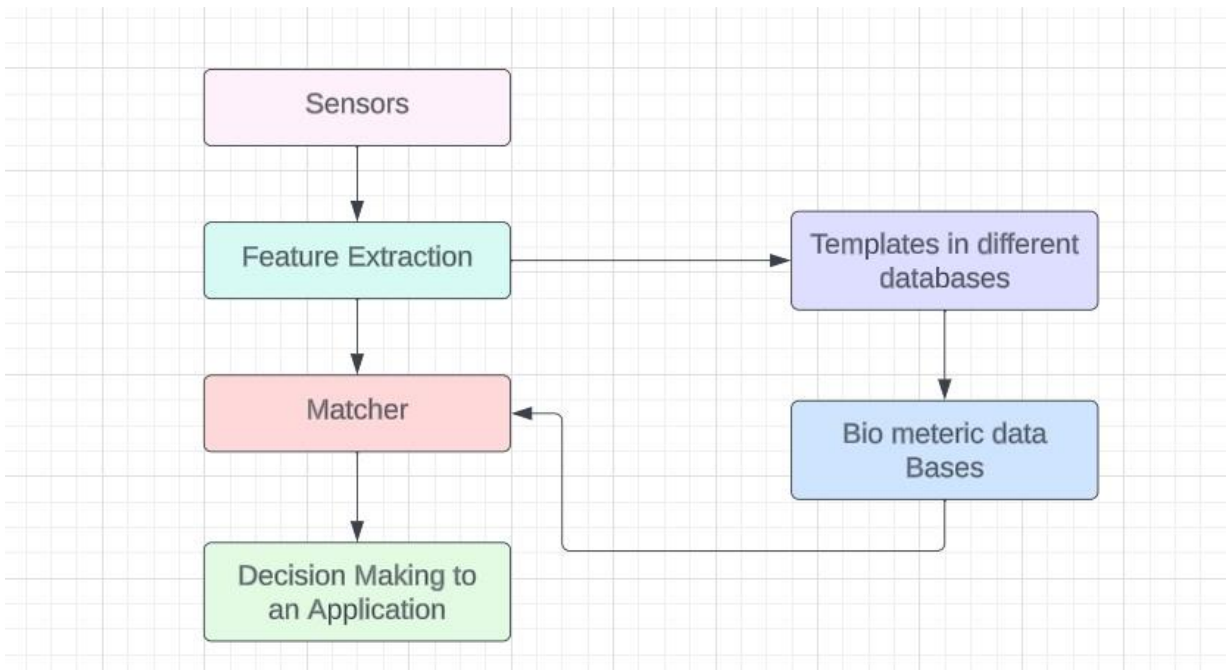 Sensors
Feature Extraction
Templates in different
databases
Matcher
Bio meteric data
Bases
Decision Making to
an Application